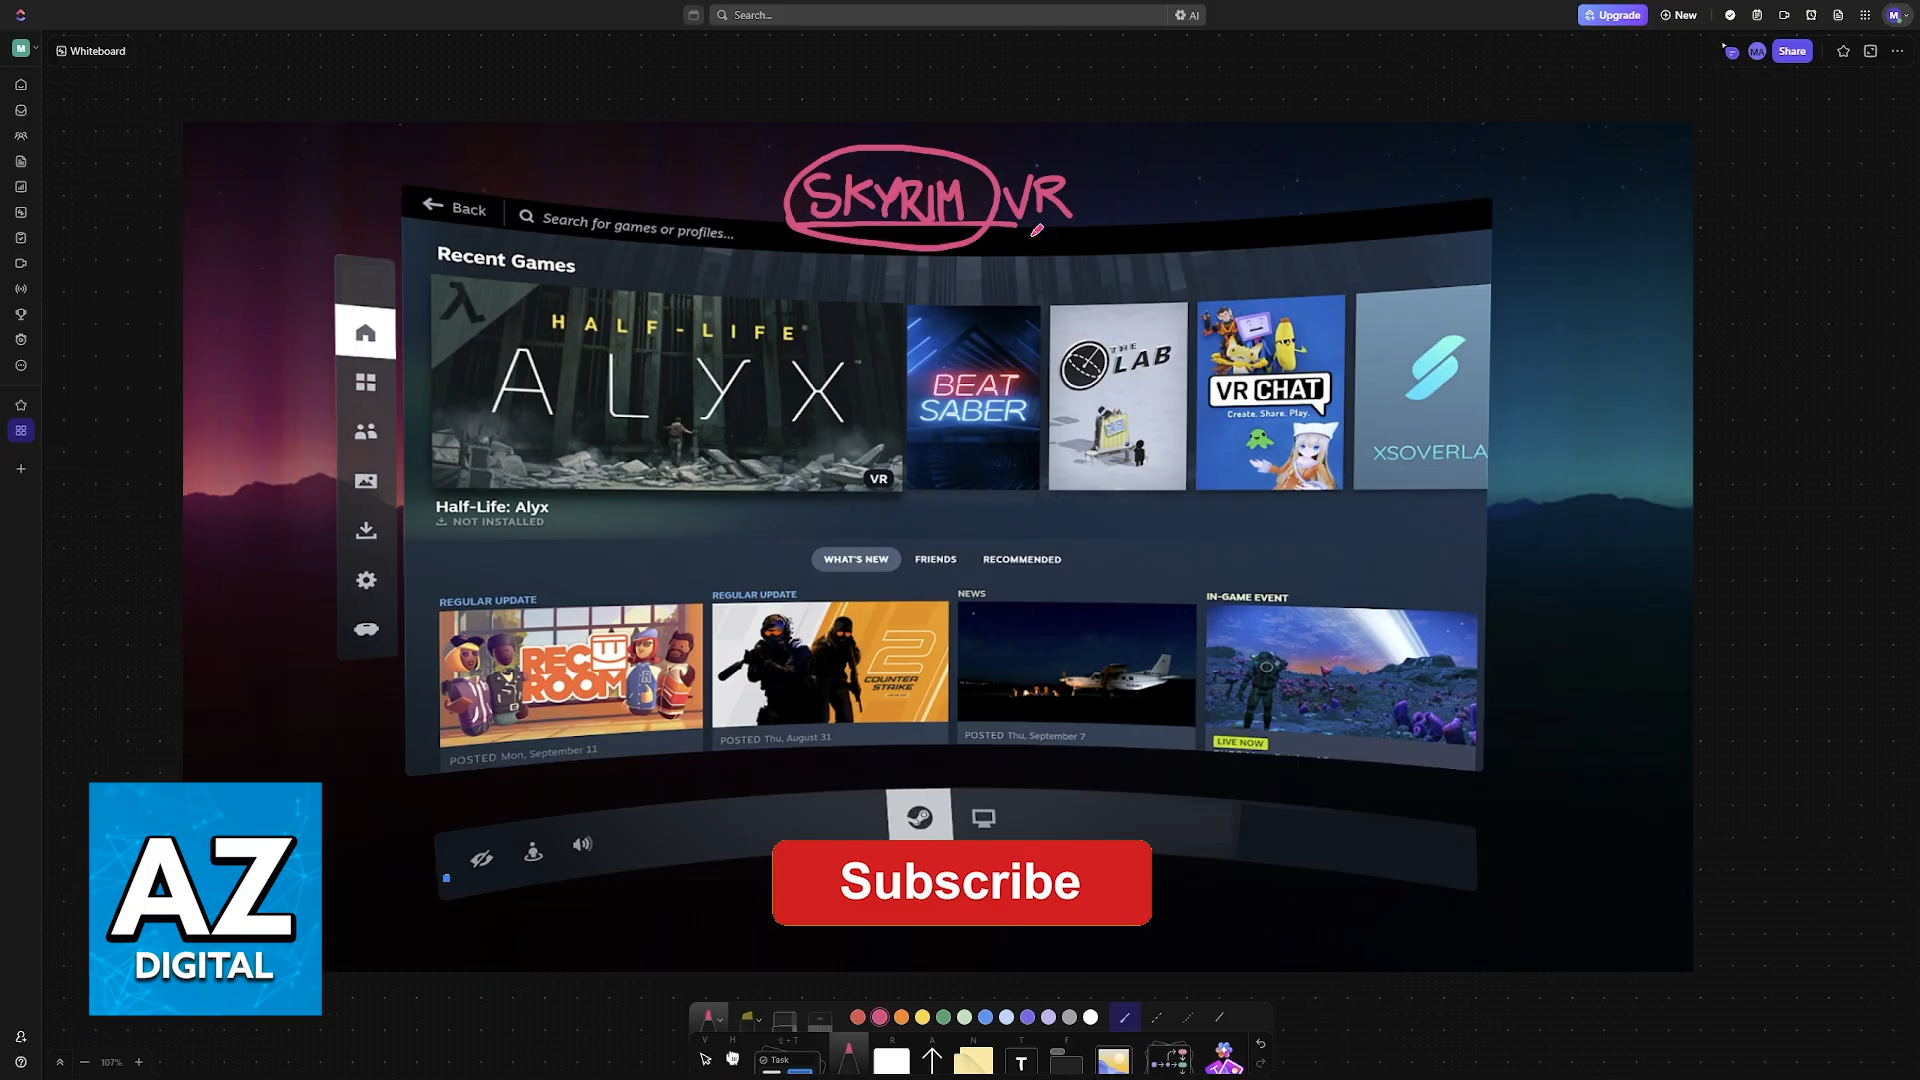 Search...
AI
Upgrade
New
M
M
Whiteboard
MA
Share
SKYRIM VR
Back
Search for games or profiles...
Recent Games
HALF-LIFE
ALYX
VR
BEAT
SABER
THE
LAB
VRCHAT
Create. Share. Play.
XSOVERLA
Half-Life: Alyx
NOT INSTALLED
WHAT'S NEW
FRIENDS
RECOMMENDED
REGULAR UPDATE
REGULAR UPDATE
NEWS
IN-GAME EVENT
REC
ROOM
2
COUNTER
STRIKE
LIVE NOW
POSTED Mon, September 11
POSTED Thu, August 31
POSTED Thu, September 7
AZ
DIGITAL
Subscribe
V
H
⇧+T
R
A
N
T
F
Task
T
107%